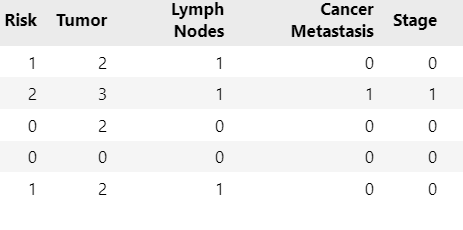 Risk Tumor Lymph Nodes Cancer Metastasis Stage
1 2 1 0 0
2 3 1 1 1
0 2 0 0 0
0 0 0 0 0
1 2 1 0 0